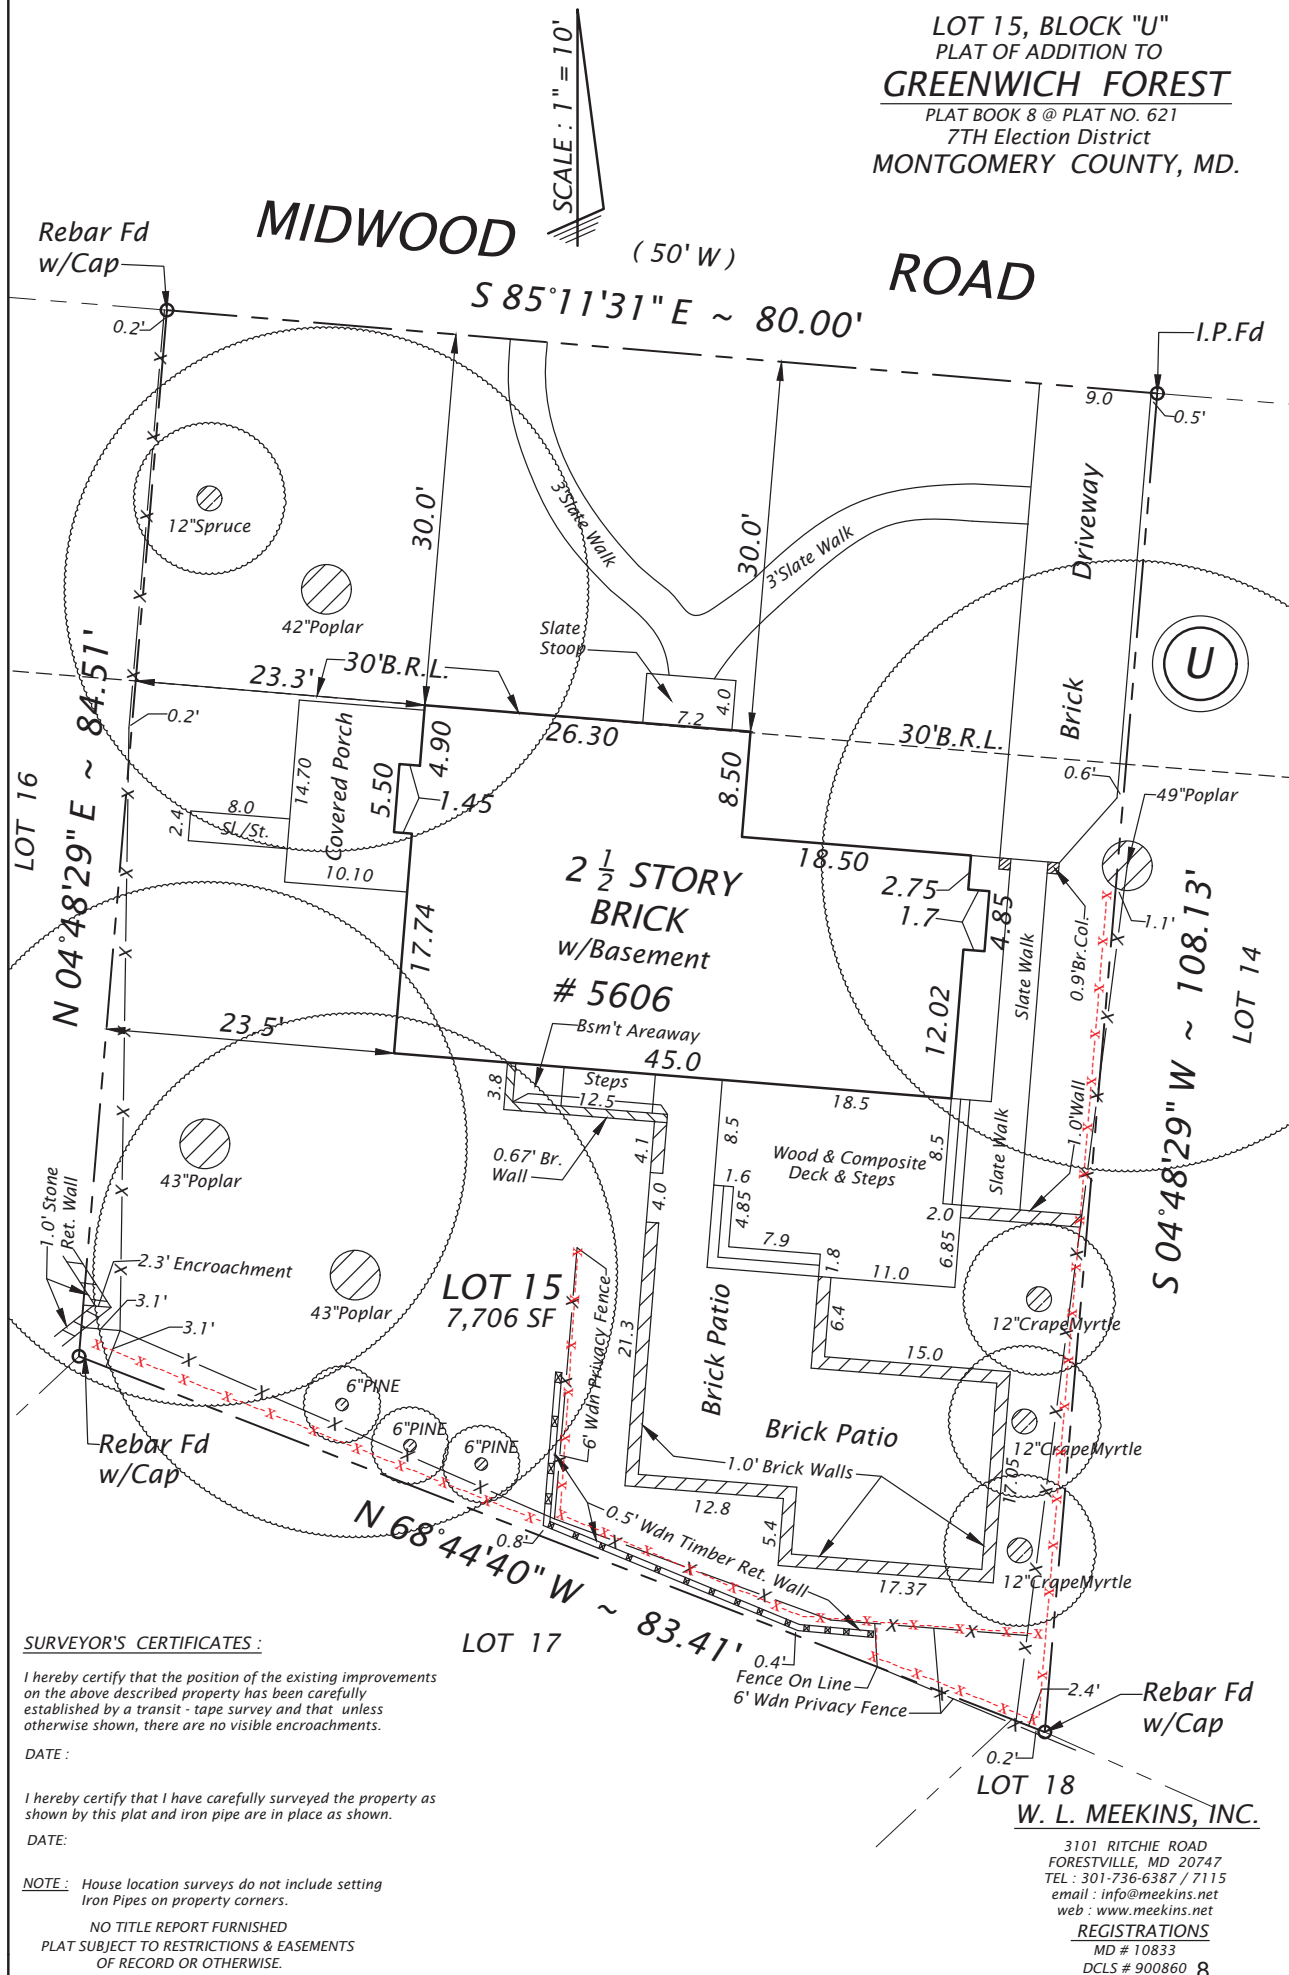 LOT 15, BLOCK "U"
PLAT OF ADDITION TO
GREENWICH FOREST
PLAT BOOK 8 @ PLAT NO. 621
7TH Election District
MONTGOMERY COUNTY, MD.
SCALE : 1" = 10'
MIDWOOD
( 50' W )
ROAD
S 85°11'31" E ~ 80.00'
Rebar Fd
w/Cap
0.2'
I.P.Fd
9.0
0.5'
12"Spruce
42"Poplar
30.0'
3'Slate Walk
30.0'
3'Slate Walk
Driveway
Brick
U
Slate
Stoop
23.3'
30'B.R.L.
4.0
7.2
26.30
30'B.R.L.
0.2'
0.6'
49"Poplar
LOT 16
N 04°48'29" E ~ 84.51'
14.70
Covered Porch
5.50
4.90
1.45
8.50
2.4
8.0
Sl./St.
10.10
18.50
2 1/2 STORY
BRICK
w/Basement
# 5606
2.75
1.7
4.85
17.74
12.02
Slate Walk
0.9'Br.Col.
1.1'
S 04°48'29" W ~ 108.13'
LOT 14
23.5'
Bsm't Areaway
45.0
3.8
Steps
12.5
18.5
8.5
8.5
1.0'Wall
Slate Walk
0.67' Br.
Wall
4.1
4.0
Wood & Composite
Deck & Steps
1.6
4.85
7.9
1.8
11.0
2.0
6.85
43"Poplar
1.0' Stone
Ret. Wall
2.3' Encroachment
3.1'
3.1'
43"Poplar
LOT 15
7,706 SF
6' Wdn Privacy Fence
21.3
Brick Patio
6.4
15.0
12"CrapeMyrtle
6"PINE
6"PINE
6"PINE
Brick Patio
1.0' Brick Walls
12"CrapeMyrtle
17.05
Rebar Fd
w/Cap
12.8
5.4
17.37
12"CrapeMyrtle
0.8'
0.5' Wdn Timber Ret. Wall
N 68°44'40" W ~ 83.41'
LOT 17
0.4'
Fence On Line
6' Wdn Privacy Fence
2.4'
Rebar Fd
w/Cap
0.2'
LOT 18
SURVEYOR'S CERTIFICATES :
I hereby certify that the position of the existing improvements
on the above described property has been carefully
established by a transit - tape survey and that unless
otherwise shown, there are no visible encroachments.
DATE :
I hereby certify that I have carefully surveyed the property as
shown by this plat and iron pipe are in place as shown.
DATE:
NOTE : House location surveys do not include setting
Iron Pipes on property corners.
NO TITLE REPORT FURNISHED
PLAT SUBJECT TO RESTRICTIONS & EASEMENTS
OF RECORD OR OTHERWISE.
W. L. MEEKINS, INC.
3101 RITCHIE ROAD
FORESTVILLE, MD 20747
TEL : 301-736-6387 / 7115
email : info@meekins.net
web : www.meekins.net
REGISTRATIONS
MD # 10833
DCLS # 900860 8